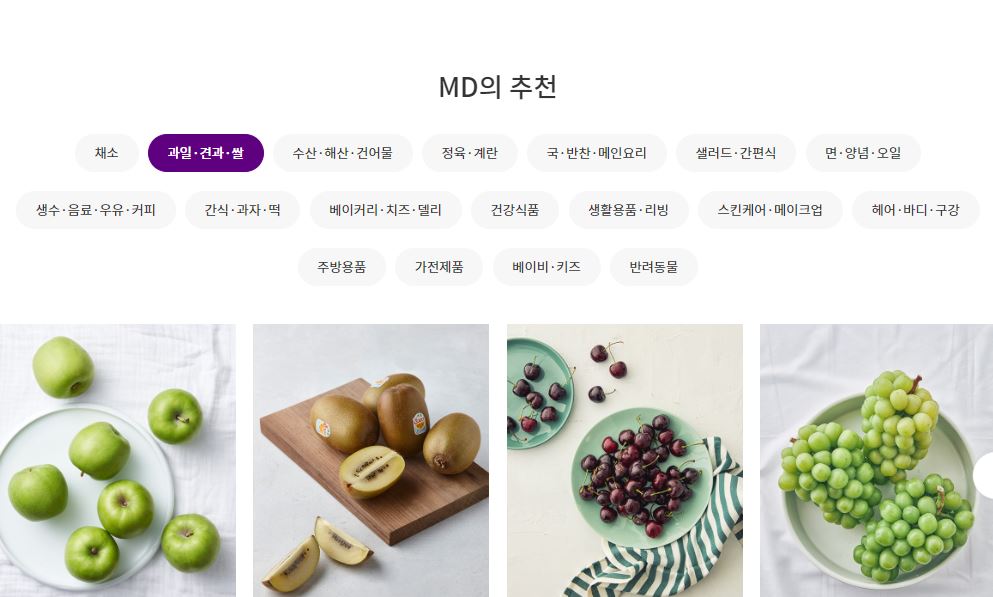 MD의 추천
채소 과일·견과·쌀 수산·해산·건어물 정육·계란 국·반찬·메인요리 샐러드·간편식 면·양념·오일
생수·음료·우유·커피 간식·과자·떡 베이커리·치즈·델리 건강식품 생활용품·리빙 스킨케어·메이크업 헤어·바디·구강
주방용품 가전제품 베이비·키즈 반려동물